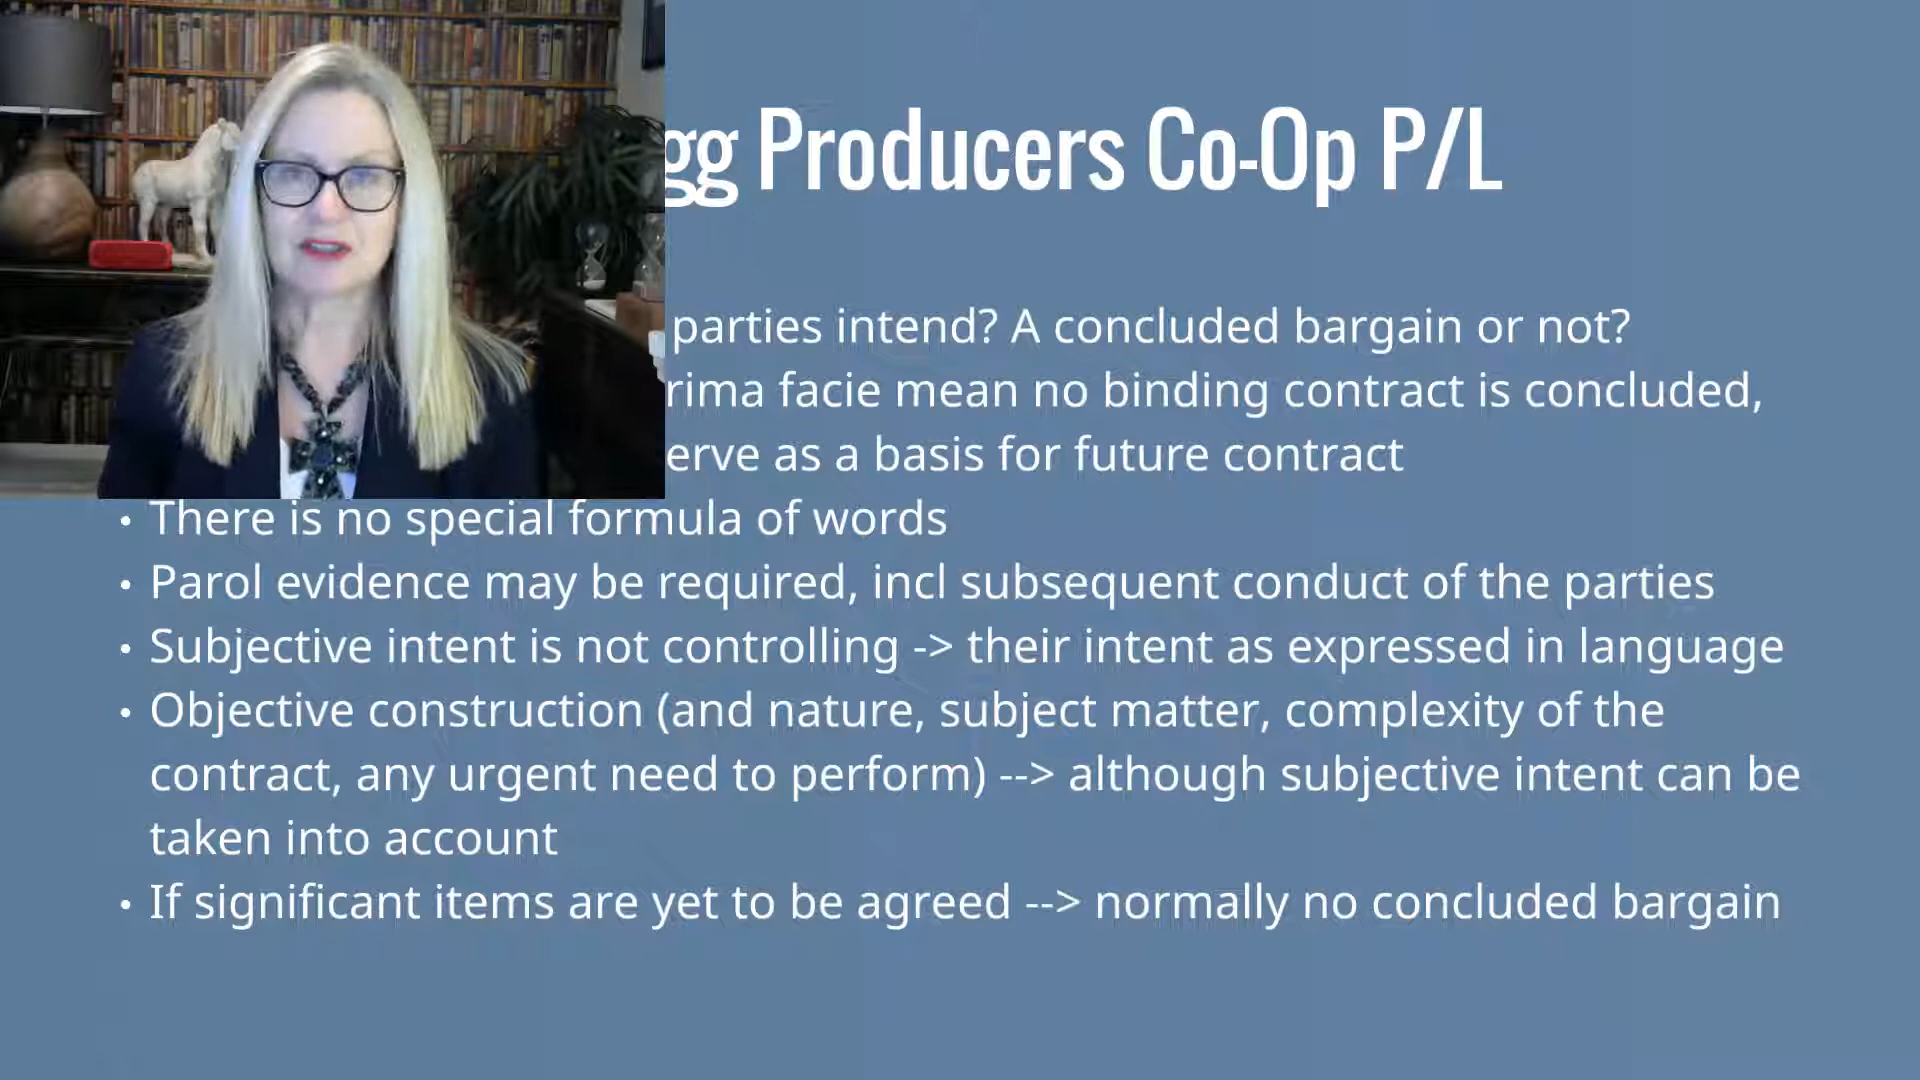 Producers Co-Op P/L
parties intend? A concluded bargain or not?
facie mean no binding contract is concluded,
as a basis for future contract
• There is no special formula of words
• Parol evidence may be required, incl subsequent conduct of the parties
• Subjective intent is not controlling -> their intent as expressed in language
• Objective construction (and nature, subject matter, complexity of the
contract, any urgent need to perform) --> although subjective intent can be
taken into account
• If significant items are yet to be agreed --> normally no concluded bargain